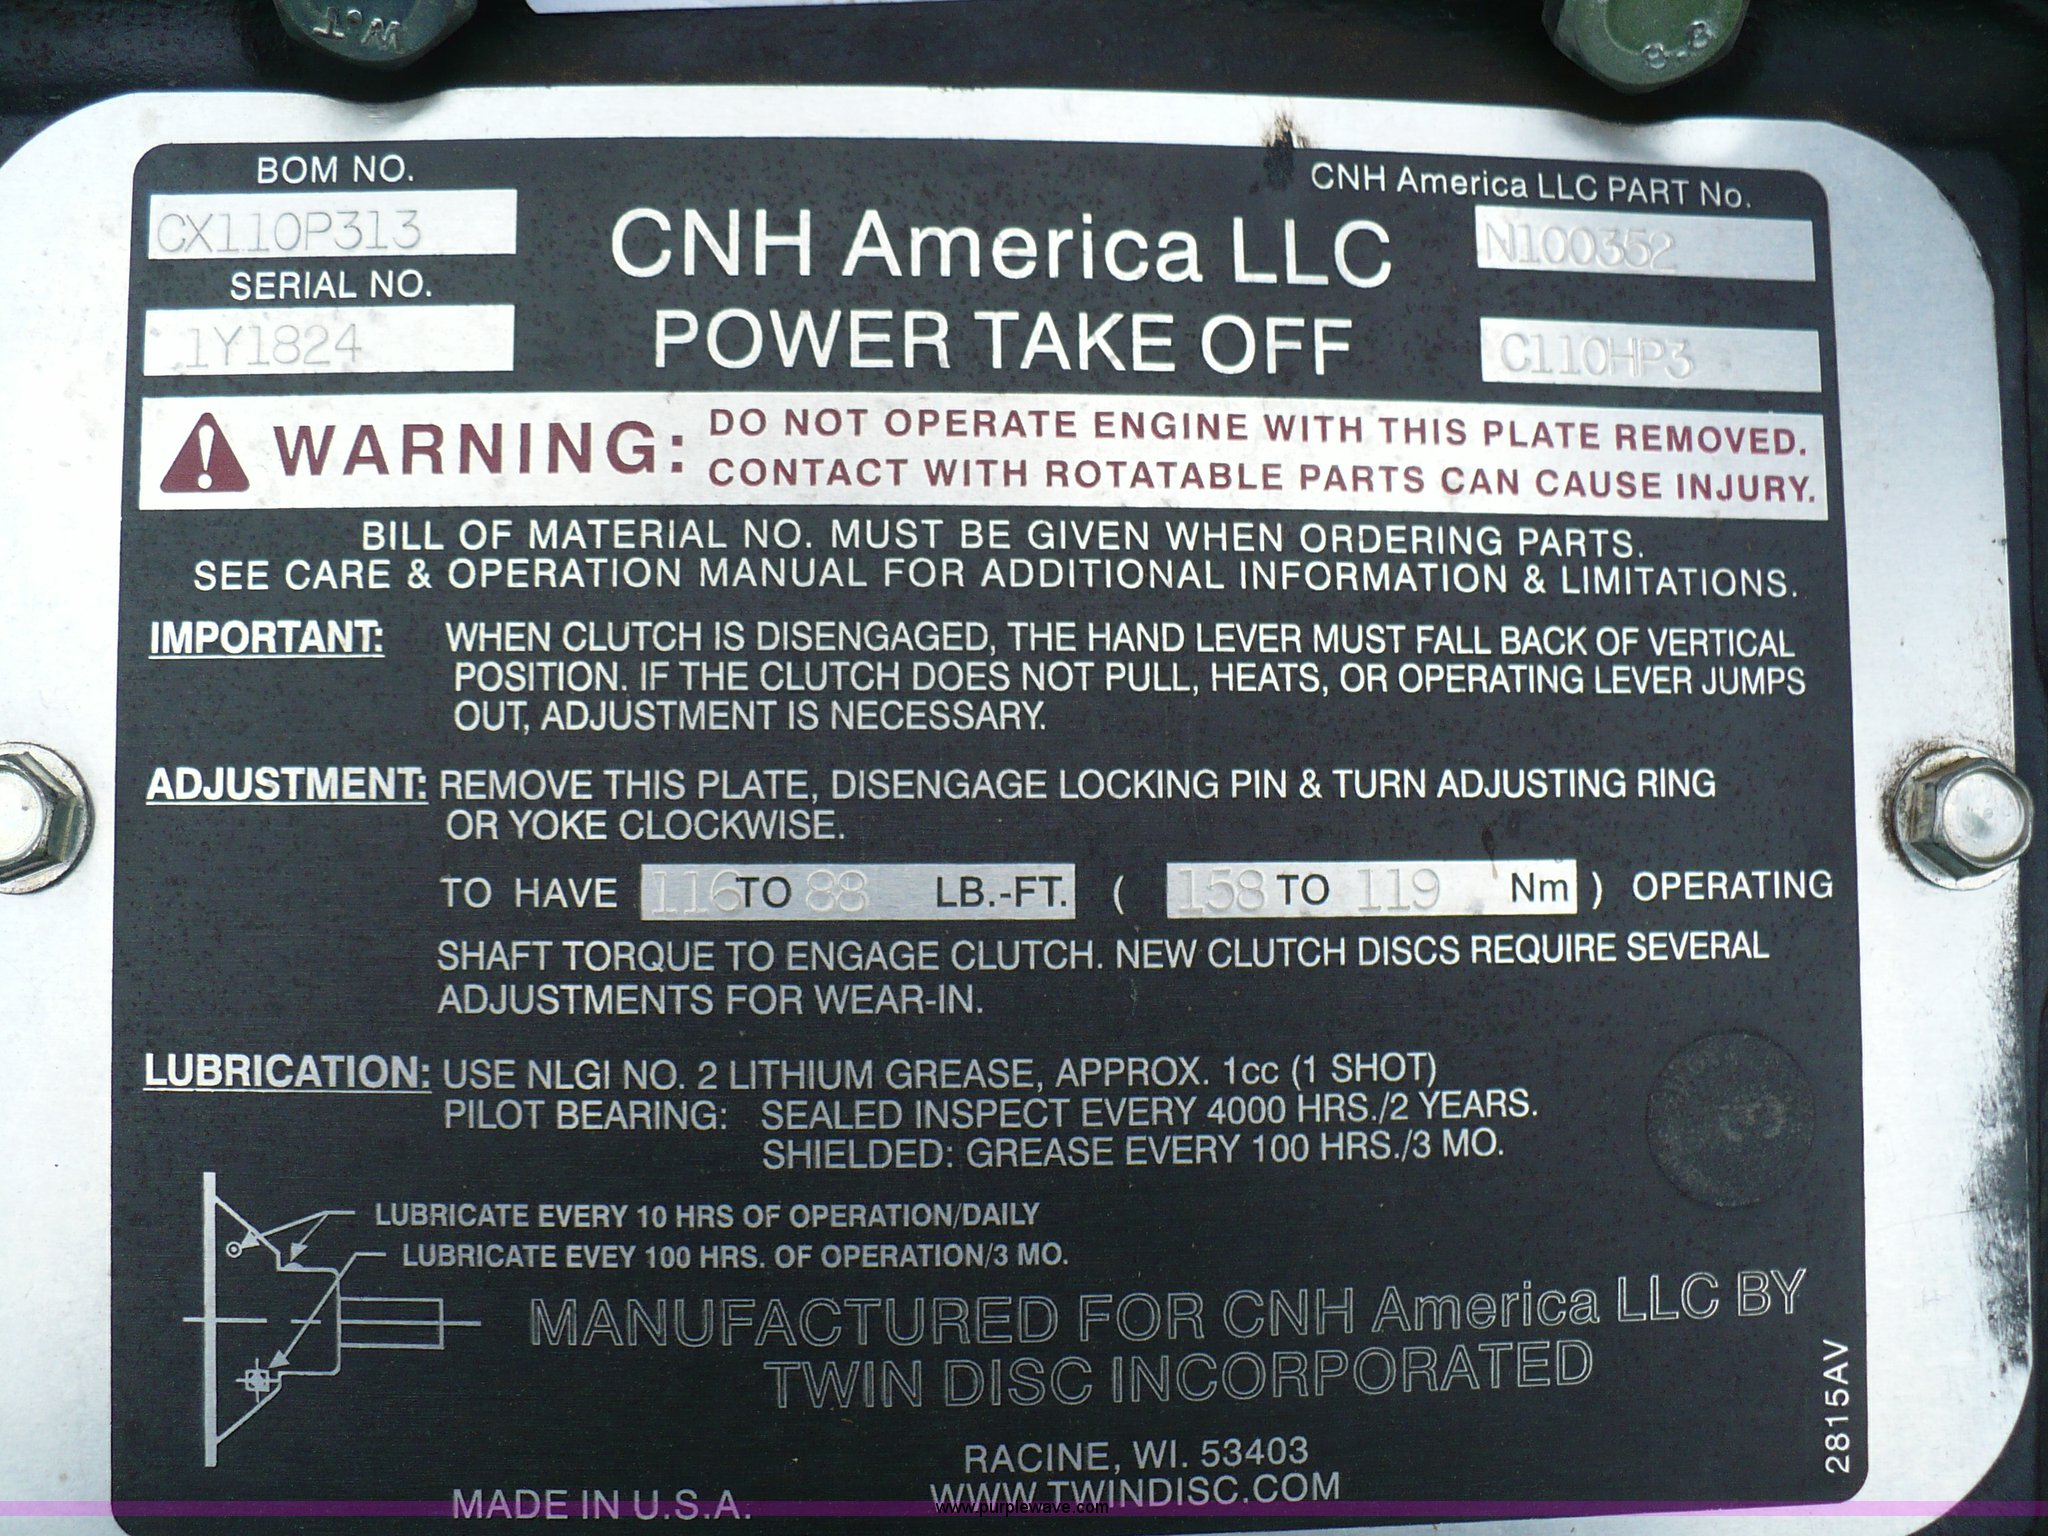 W.T
8.8
BOM NO.
CX110P313
SERIAL NO.
1Y1824
CNH America LLC
POWER TAKE OFF
CNH America LLC PART No.
N100352
C110HP3
WARNING: DO NOT OPERATE ENGINE WITH THIS PLATE REMOVED.
CONTACT WITH ROTATABLE PARTS CAN CAUSE INJURY.
BILL OF MATERIAL NO. MUST BE GIVEN WHEN ORDERING PARTS.
SEE CARE & OPERATION MANUAL FOR ADDITIONAL INFORMATION & LIMITATIONS.
IMPORTANT: WHEN CLUTCH IS DISENGAGED, THE HAND LEVER MUST FALL BACK OF VERTICAL
POSITION. IF THE CLUTCH DOES NOT PULL, HEATS, OR OPERATING LEVER JUMPS
OUT, ADJUSTMENT IS NECESSARY.
ADJUSTMENT: REMOVE THIS PLATE, DISENGAGE LOCKING PIN & TURN ADJUSTING RING
OR YOKE CLOCKWISE.
TO HAVE 116 TO 88 LB.-FT. ( 158 TO 119 Nm ) OPERATING
SHAFT TORQUE TO ENGAGE CLUTCH. NEW CLUTCH DISCS REQUIRE SEVERAL
ADJUSTMENTS FOR WEAR-IN.
LUBRICATION: USE NLGI NO. 2 LITHIUM GREASE, APPROX. 1cc (1 SHOT)
PILOT BEARING: SEALED INSPECT EVERY 4000 HRS./2 YEARS.
SHIELDED: GREASE EVERY 100 HRS./3 MO.
LUBRICATE EVERY 10 HRS OF OPERATION/DAILY
LUBRICATE EVEY 100 HRS. OF OPERATION/3 MO.
MANUFACTURED FOR CNH America LLC BY
TWIN DISC INCORPORATED
RACINE, WI. 53403
WWW.TWINDISC.COM
MADE IN U.S.A.
2815AV
www.purplewave.com